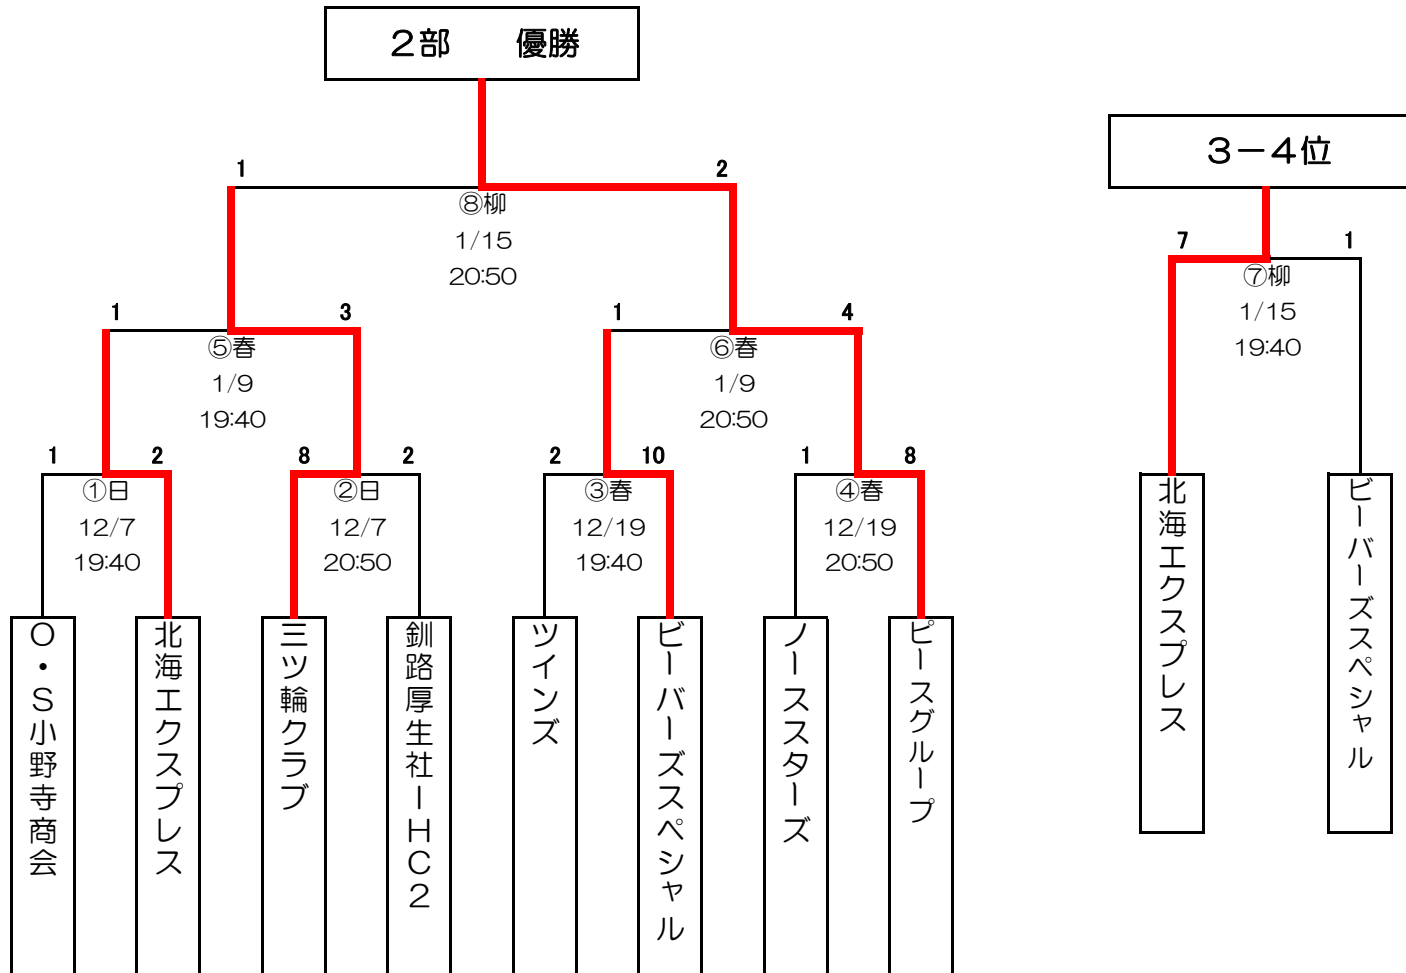 2部　　優勝
3－4位
1
2
⑧柳
1/15
20:50
7
1
⑦柳
1/15
19:40
1
3
⑤春
1/9
19:40
1
4
⑥春
1/9
20:50
1
2
①日
12/7
19:40
8
2
②日
12/7
20:50
2
10
③春
12/19
19:40
1
8
④春
12/19
20:50
O・S小野寺商会
北海エクスプレス
三ツ輪クラブ
釧路厚生社IHC2
ツインズ
ビーバーズスペシャル
ノーススターズ
ピースグループ
北海エクスプレス
ビーバーズスペシャル